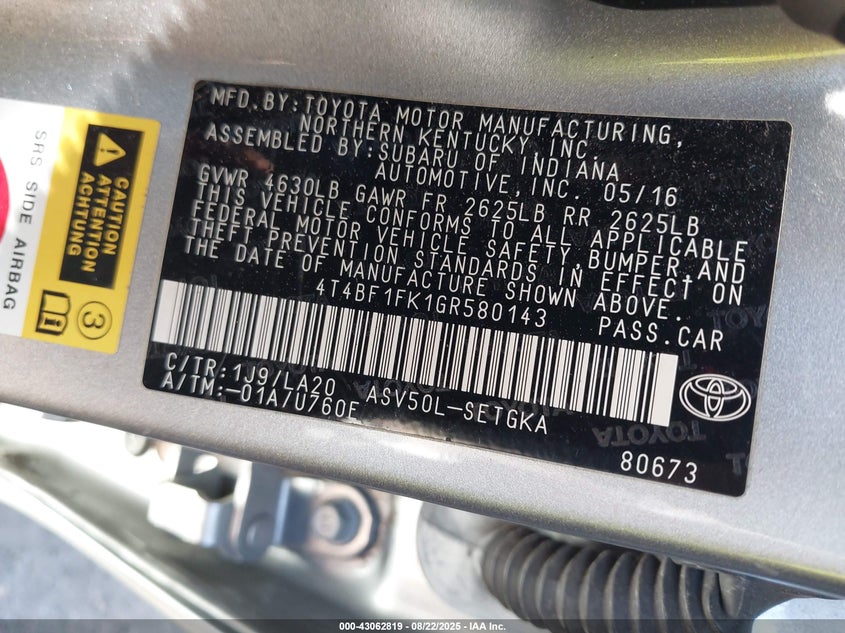 MFD.BY:TOYOTA MOTOR MANUFACTURING,
NORTHERN KENTUCKY, INC.
ASSEMBLED BY:SUBARU OF INDIANA
AUTOMOTIVE,INC. 05/16
GVWR 4630LB GAWR FR 2625LB RR 2625LB
THIS VEHICLE CONFORMS TO ALL APPLICABLE
FEDERAL MOTOR VEHICLE SAFETY,BUMPER,AND
THEFT PREVENTION STANDARDS IN EFFECT ON
THE DATE OF MANUFACTURE SHOWN ABOVE.
4T4BF1FK1GR580143 PASS.CAR
C/TR:1J9/LA20
A/TM:-01A/U760E ASV50L-SETGKA
TOYOTA
80673
SRS SIDE AIRBAG
CAUTION
ATTENTION
ACHTUNG
3
000-43062819 - 08/22/2025 - IAA Inc.